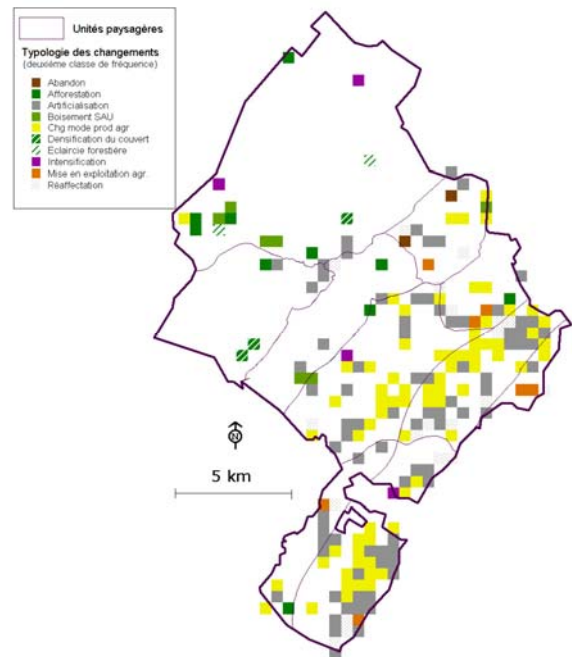 Unités paysagères
Typologie des changements
(deuxième classe de fréquence)
Abandon
Afforestation
Artificialisation
Boisement SAU
Chg mode prod agr
Densification du couvert
Eclaircie forestière
Intensification
Mise en exploitation agr.
Réaffectation
N
5 km